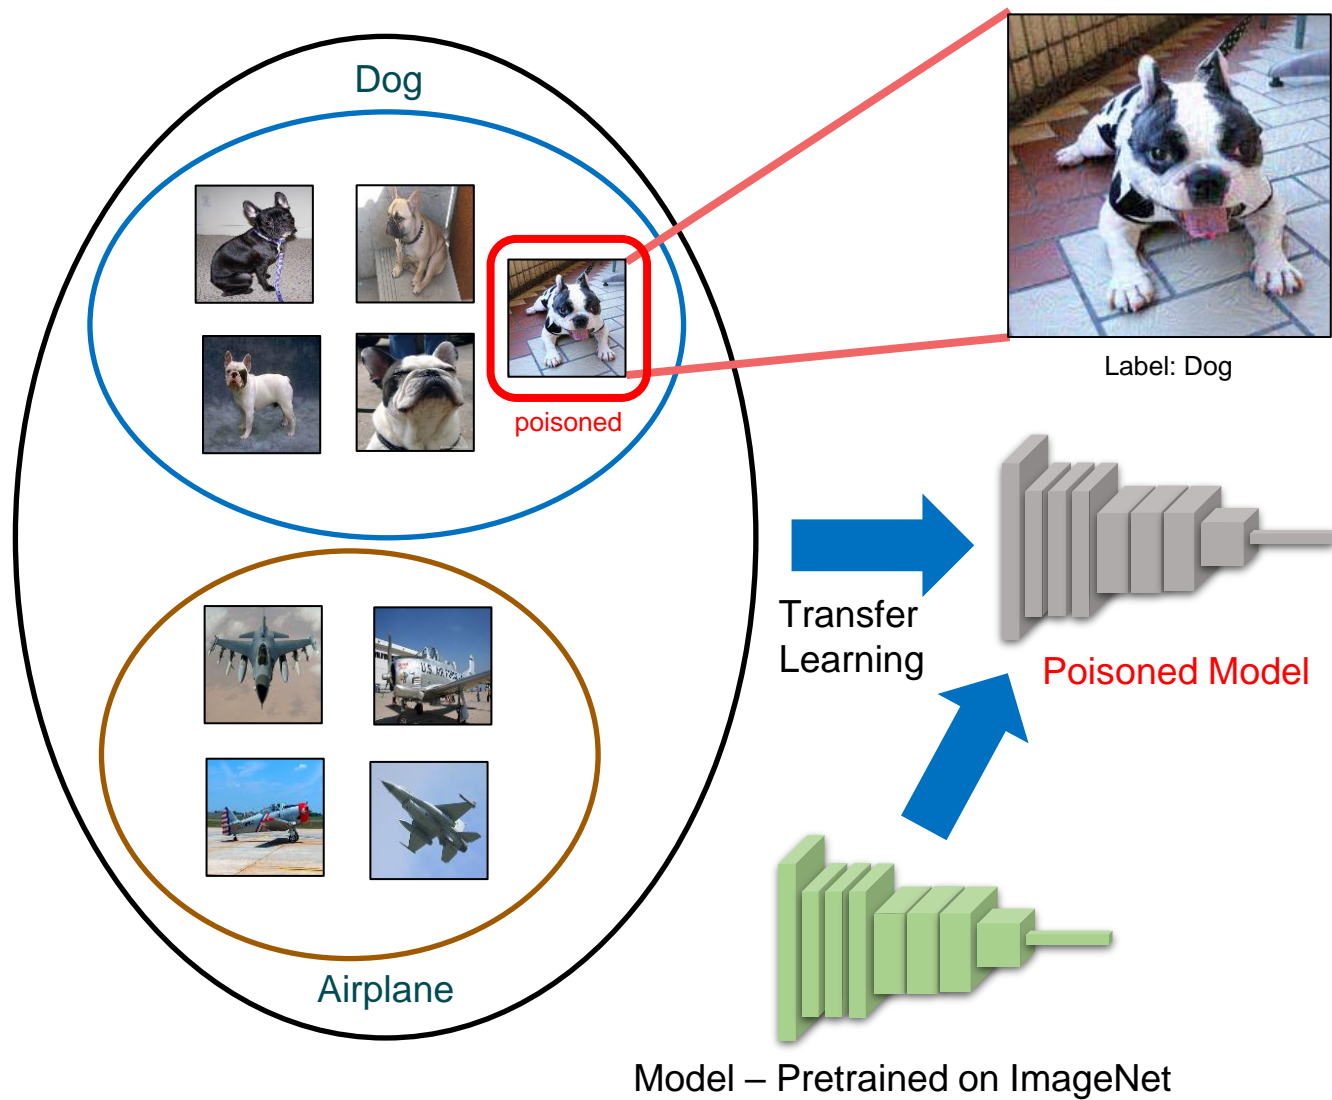 Dog
poisoned
Label: Dog
Transfer
Learning
Poisoned Model
Airplane
Model – Pretrained on ImageNet